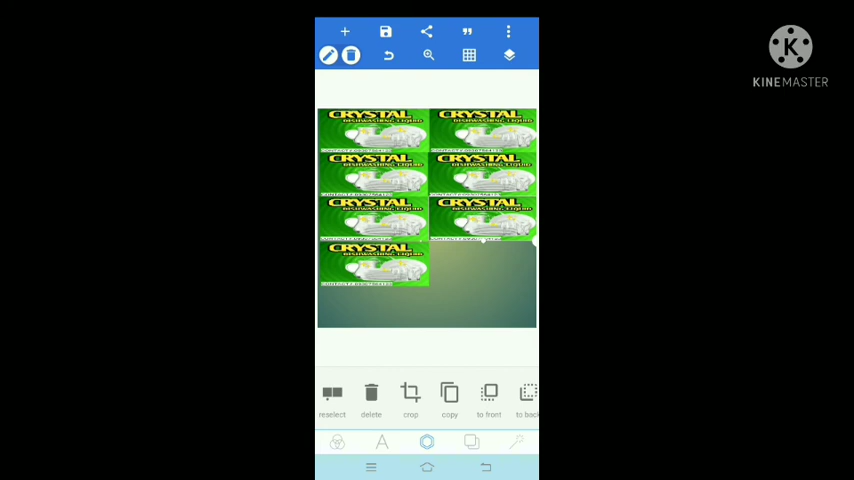 KINEMASTER
CRYSTAL CRYSTAL
DISHWASHING LIQUID DISHWASHING LIQUID
CRYSTAL CRYSTAL
DISHWASHING LIQUID DISHWASHING LIQUID
CRYSTAL CRYSTAL
DISHWASHING LIQUID DISHWASHING LIQUID
CRYSTAL
DISHWASHING LIQUID
reselect delete crop copy to front to back